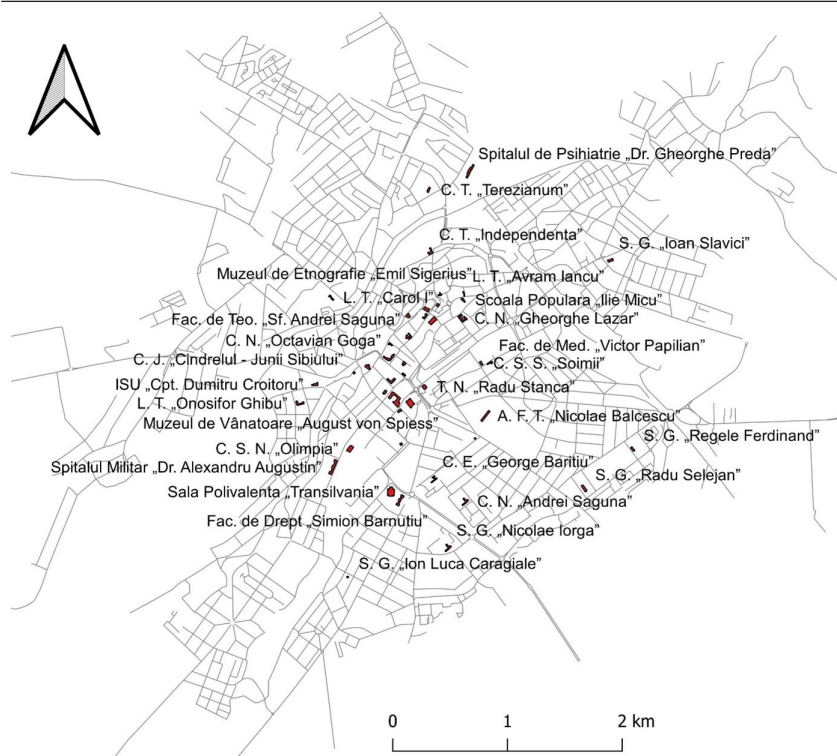 Spitalul de Psihiatrie „Dr. Gheorghe Preda”
C. T. „Terezianum”
C. T. „Independenta”
S. G. „Ioan Slavici”
Muzeul de Etnografie „Emil Sigerius”
L. T. „Avram Iancu”
L. T. „Carol I”
Scoala Populara „Ilie Micu”
Fac. de Teo. „Sf. Andrei Saguna”
C. N. „Gheorghe Lazar”
C. N. „Octavian Goga”
Fac. de Med. „Victor Papilian”
C. J. „Cindrelul - Junii Sibiului”
C. S. S. „Soimii”
ISU „Cpt. Dumitru Croitoru”
T. N. „Radu Stanca”
L. T. „Onosifor Ghibu”
Muzeul de Vânatoare „August von Spiess”
A. F. T. „Nicolae Balcescu”
S. G. „Regele Ferdinand”
C. S. N. „Olimpia”
C. E. „George Baritiu”
Spitalul Militar „Dr. Alexandru Augustin”
S. G. „Radu Selejan”
Sala Polivalenta „Transilvania”
C. N. „Andrei Saguna”
Fac. de Drept „Simion Barnutiu”
S. G. „Nicolae Iorga”
S. G. „Ion Luca Caragiale”
0 1 2 km